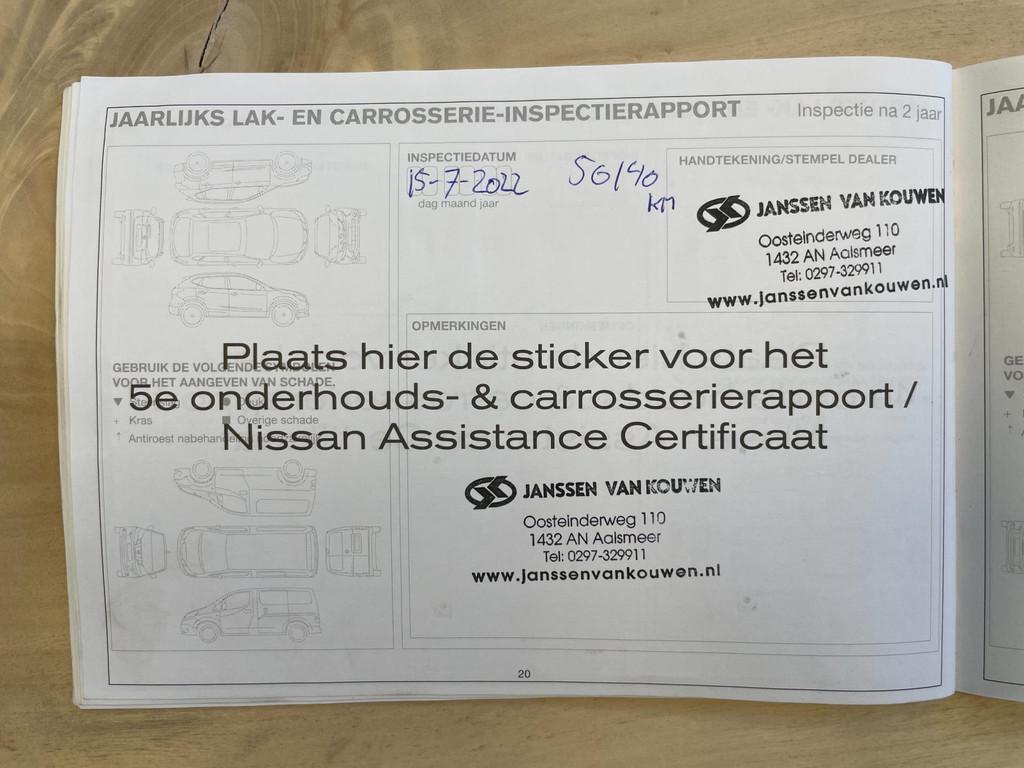 JAARLIJKS LAK- EN CARROSSERIE-INSPECTIERAPPORT
Inspectie na 2 jaar
INSPECTIEDATUM
15-7-2022
dag maand jaar
50140
km
HANDTEKENING/STEMPEL DEALER
JANSSEN VAN KOUWEN
Oosteinderweg 110
1432 AN Aalsmeer
Tel: 0297-329911
www.janssenvankouwen.nl
OPMERKINGEN
GEBRUIK DE VOLGENDE SYMBOLEN
VOOR HET AANGEVEN VAN SCHADE.
Kras
Overige schade
Antiroest
Plaats hier de sticker voor het
5e onderhouds- & carrosserierapport /
Nissan Assistance Certificaat
JANSSEN VAN KOUWEN
Oosteinderweg 110
1432 AN Aalsmeer
Tel: 0297-329911
www.janssenvankouwen.nl
20